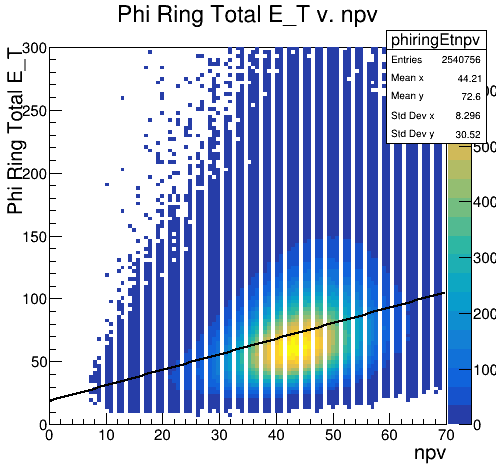 Phi Ring Total E_T v. npv
phiringEtnpv
Entries 2540756
Mean x 44.21
Mean y 72.6
Std Dev x 8.296
Std Dev y 30.52
Phi Ring Total E_T
300
250
200
150
100
50
0
0 10 20 30 40 50 60 70
npv
500
400
300
200
100
0